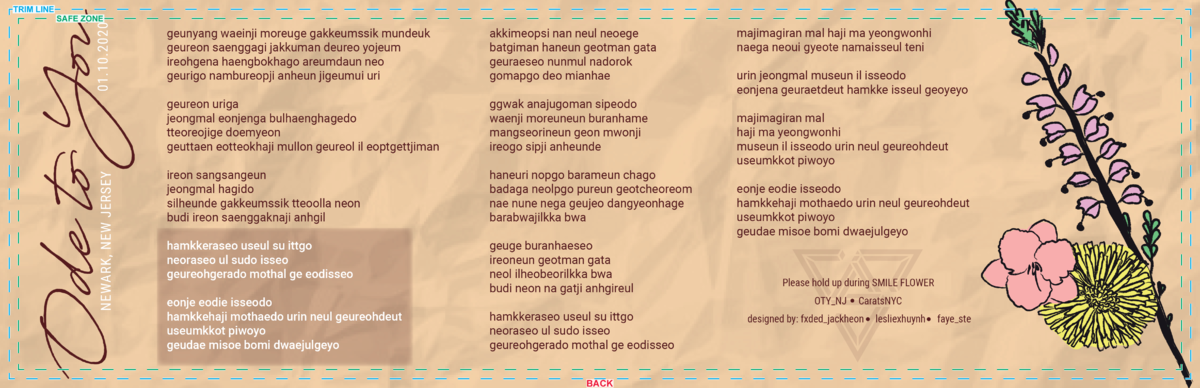 TRIM LINE
SAFE ZONE
Ode to You
01.10.2020
NEWARK, NEW JERSEY
geunyang waeinji moreuge gakkeumssik mundeuk
geureon saenggagi jakkuman deureo yojeum
ireohgena haengbokhago areumdaun neo
geurigo nambureopji anheun jigeumui uri
geureon uriga
jeongmal eonjenga bulhaenghagedo
tteoreojige doemyeon
geuttaen eotteokhaji mullon geureol il eoptgettjiman
ireon sangsangeun
jeongmal hagido
silheunde gakkeumssik tteoolla neon
budi ireon saenggaknaji anhgil
hamkkeraseo useul su ittgo
neoraseo ul sudo isseo
geureohgerado mothal ge eodisseo
eonje eodie isseodo
hamkkehaji mothaedo urin neul geureohdeut
useumkkot piwoyo
geudae misoe bomi dwaejulgeyo
akkimeopsi nan neul neoege
batgiman haneun geotman gata
geuraeseo nunmul nadorok
gomapgo deo mianhae
ggwak anajugoman sipeodo
waenji moreuneun buranhame
mangseorineun geon mwonji
ireogo sipji anheunde
haneuri nopgo barameun chago
badaga neolpgo pureun geotcheoreom
nae nune nega geujeo dangyeonhage
barabwajilkka bwa
geuge buranhaeseo
ireoneun geotman gata
neol ilheobeorilkka bwa
budi neon na gatji anhgireul
hamkkeraseo useul su ittgo
neoraseo ul sudo isseo
geureohgerado mothal ge eodisseo
majimagiran mal haji ma yeongwonhi
naega neoui gyeote namaisseul teni
urin jeongmal museun il isseodo
eonjena geuraetdeut hamkke isseul geoyeyo
majimagiran mal
haji ma yeongwonhi
museun il isseodo urin neul geureohdeut
useumkkot piwoyo
eonje eodie isseodo
hamkkehaji mothaedo urin neul geureohdeut
useumkkot piwoyo
geudae misoe bomi dwaejulgeyo
Please hold up during SMILE FLOWER
OTY_NJ • CaratsNYC
designed by: fxded_jackheon • lesliexhuynh • faye_ste
BACK